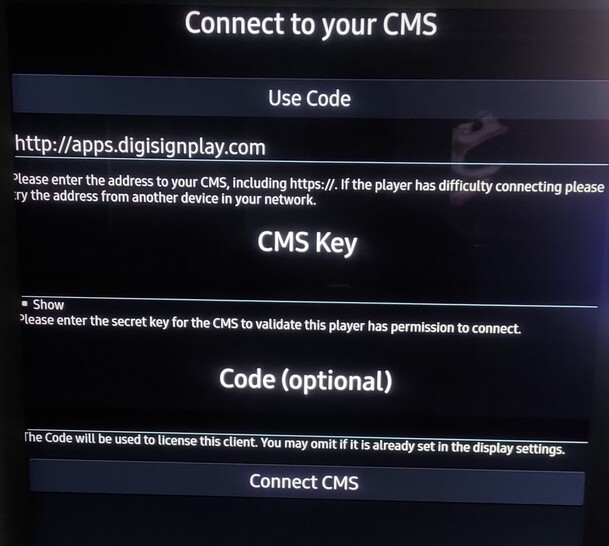 Connect to your CMS
Use Code
http://apps.digisignplay.com
Please enter the address to your CMS, including https://. If the player has difficulty connecting please
try the address from another device in your network.
CMS Key
Show
Please enter the secret key for the CMS to validate this player has permission to connect.
Code (optional)
The Code will be used to license this client. You may omit if it is already set in the display settings.
Connect CMS